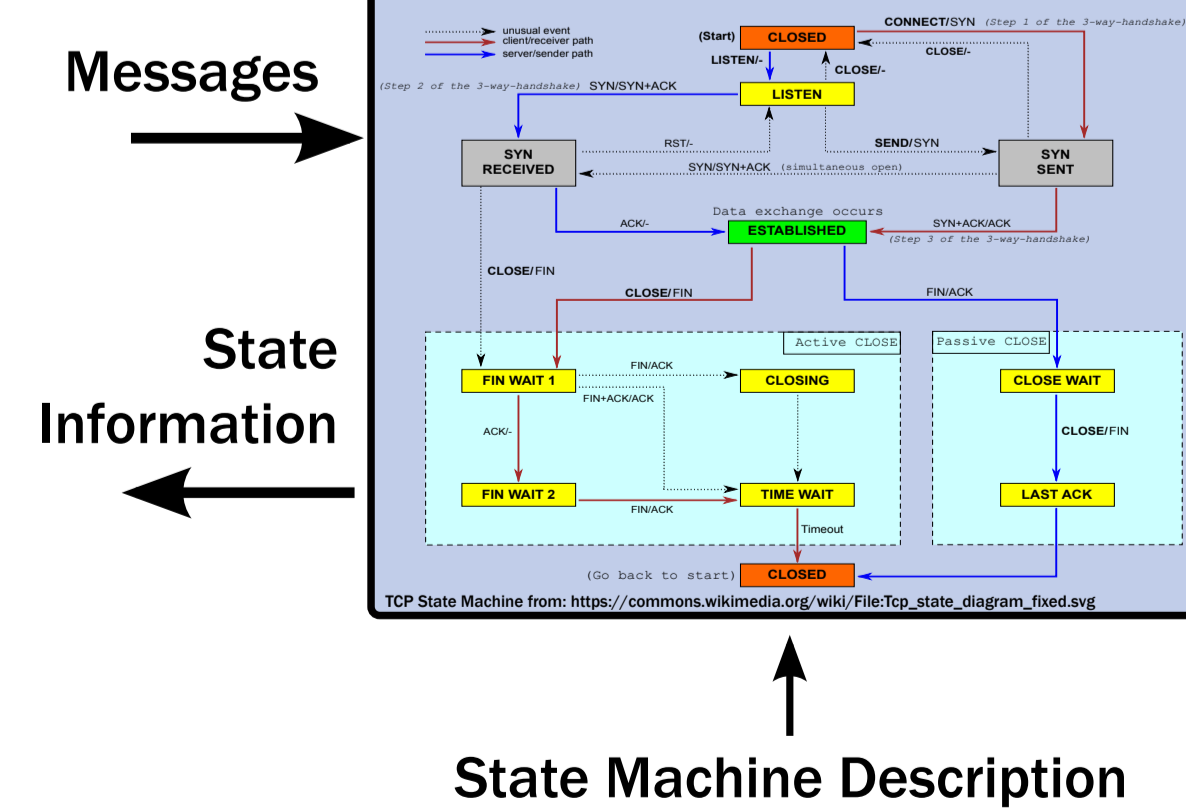 Messages
State
Information
unusual event
client/receiver path
server/sender path
(Start)
CLOSED
CONNECT/SYN (Step 1 of the 3-way-handshake)
CLOSE/-
LISTEN/-
CLOSE/-
(Step 2 of the 3-way-handshake) SYN/SYN+ACK
LISTEN
RST/-
SEND/SYN
SYN
RECEIVED
SYN
SENT
SYN/SYN+ACK (simultaneous open)
Data exchange occurs
ACK/-
ESTABLISHED
SYN+ACK/ACK
(Step 3 of the 3-way-handshake)
CLOSE/FIN
CLOSE/FIN
FIN/ACK
Active CLOSE
Passive CLOSE
FIN WAIT 1
FIN/ACK
CLOSING
CLOSE WAIT
FIN+ACK/ACK
ACK/-
CLOSE/FIN
FIN WAIT 2
FIN/ACK
TIME WAIT
LAST ACK
Timeout
(Go back to start)
CLOSED
TCP State Machine from: https://commons.wikimedia.org/wiki/File:Tcp_state_diagram_fixed.svg
State Machine Description